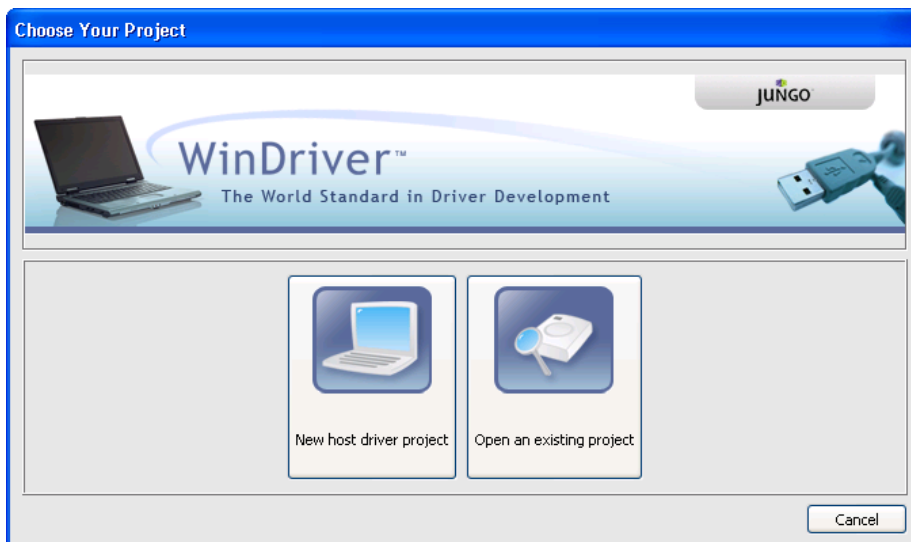 Choose Your Project
JUNGO
WinDriver™
The World Standard in Driver Development
New host driver project
Open an existing project
Cancel